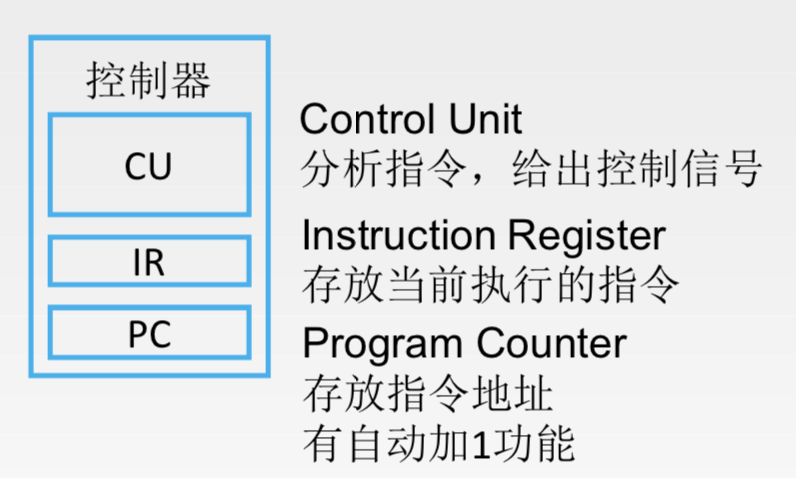 控制器
CU
Control Unit
分析指令，给出控制信号
IR
Instruction Register
存放当前执行的指令
PC
Program Counter
存放指令地址
有自动加1功能